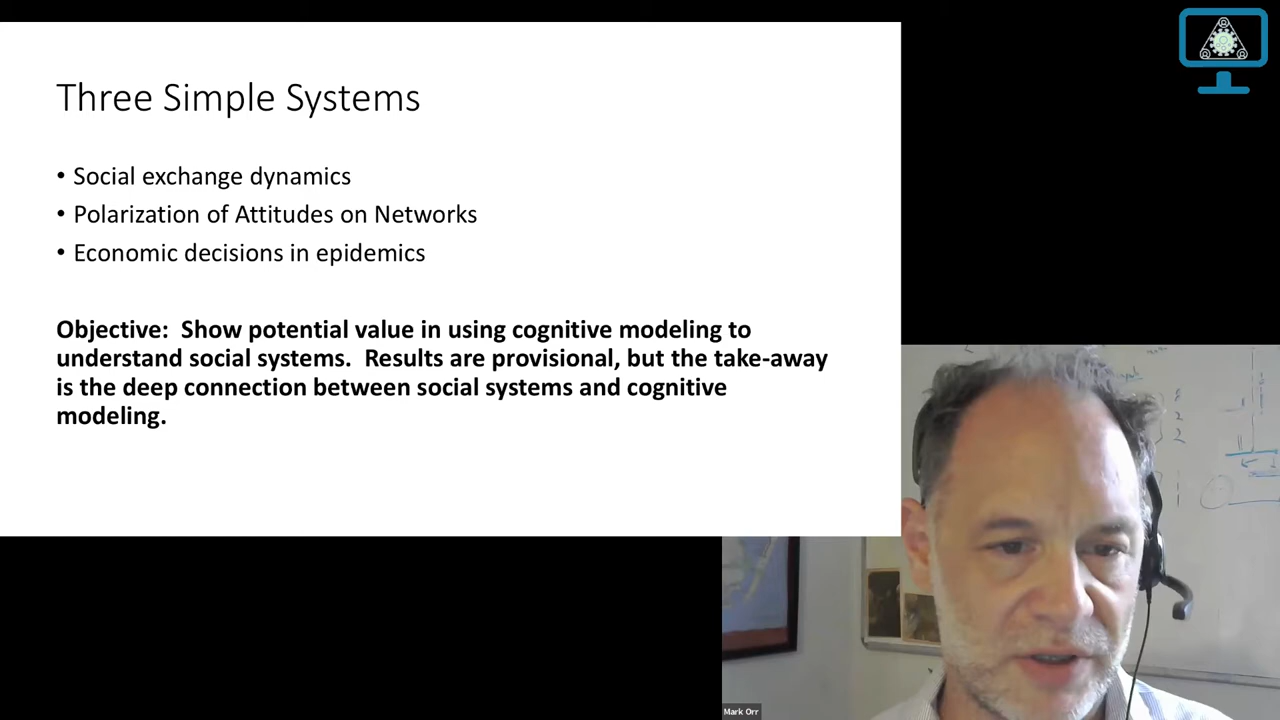 Three Simple Systems
• Social exchange dynamics
• Polarization of Attitudes on Networks
• Economic decisions in epidemics
Objective:  Show potential value in using cognitive modeling to
understand social systems.  Results are provisional, but the take-away
is the deep connection between social systems and cognitive
modeling.
Mark Orr